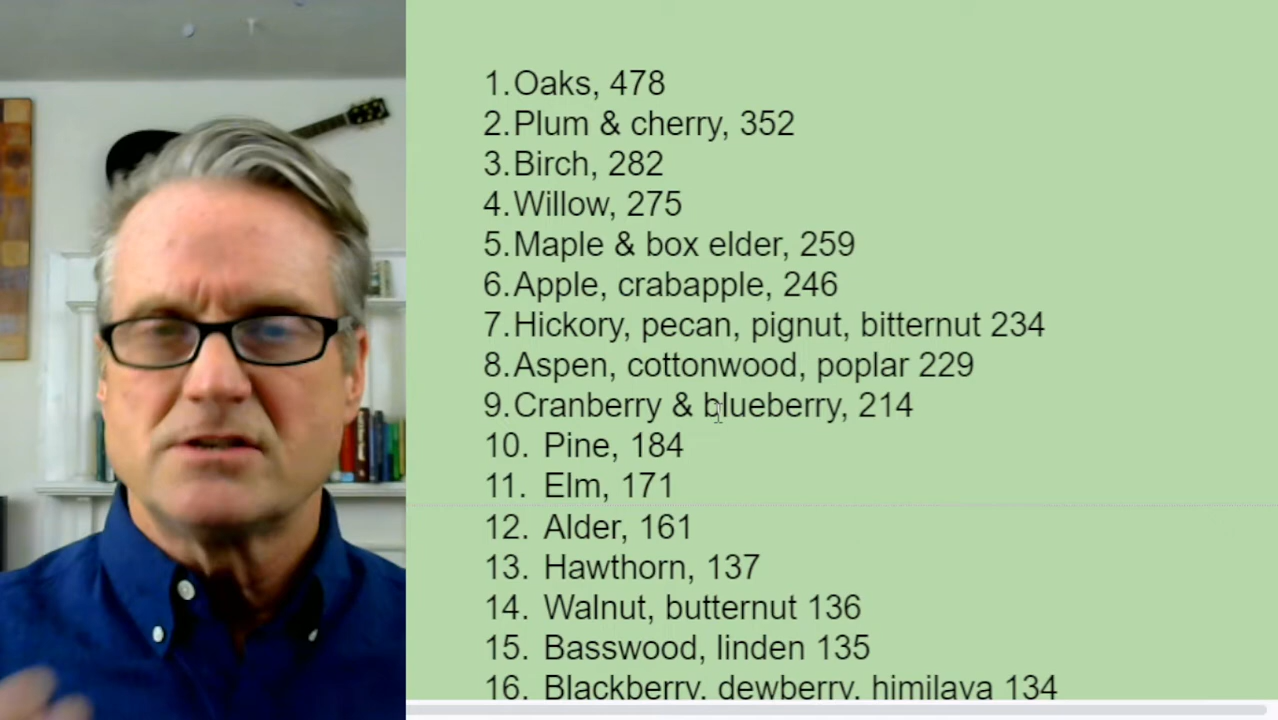 1. Oaks, 478
2. Plum & cherry, 352
3. Birch, 282
4. Willow, 275
5. Maple & box elder, 259
6. Apple, crabapple, 246
7. Hickory, pecan, pignut, bitternut 234
8. Aspen, cottonwood, poplar 229
9. Cranberry & blueberry, 214
10. Pine, 184
11. Elm, 171
12. Alder, 161
13. Hawthorn, 137
14. Walnut, butternut 136
15. Basswood, linden 135
16. Blackberry, dewberry, himilaya 134